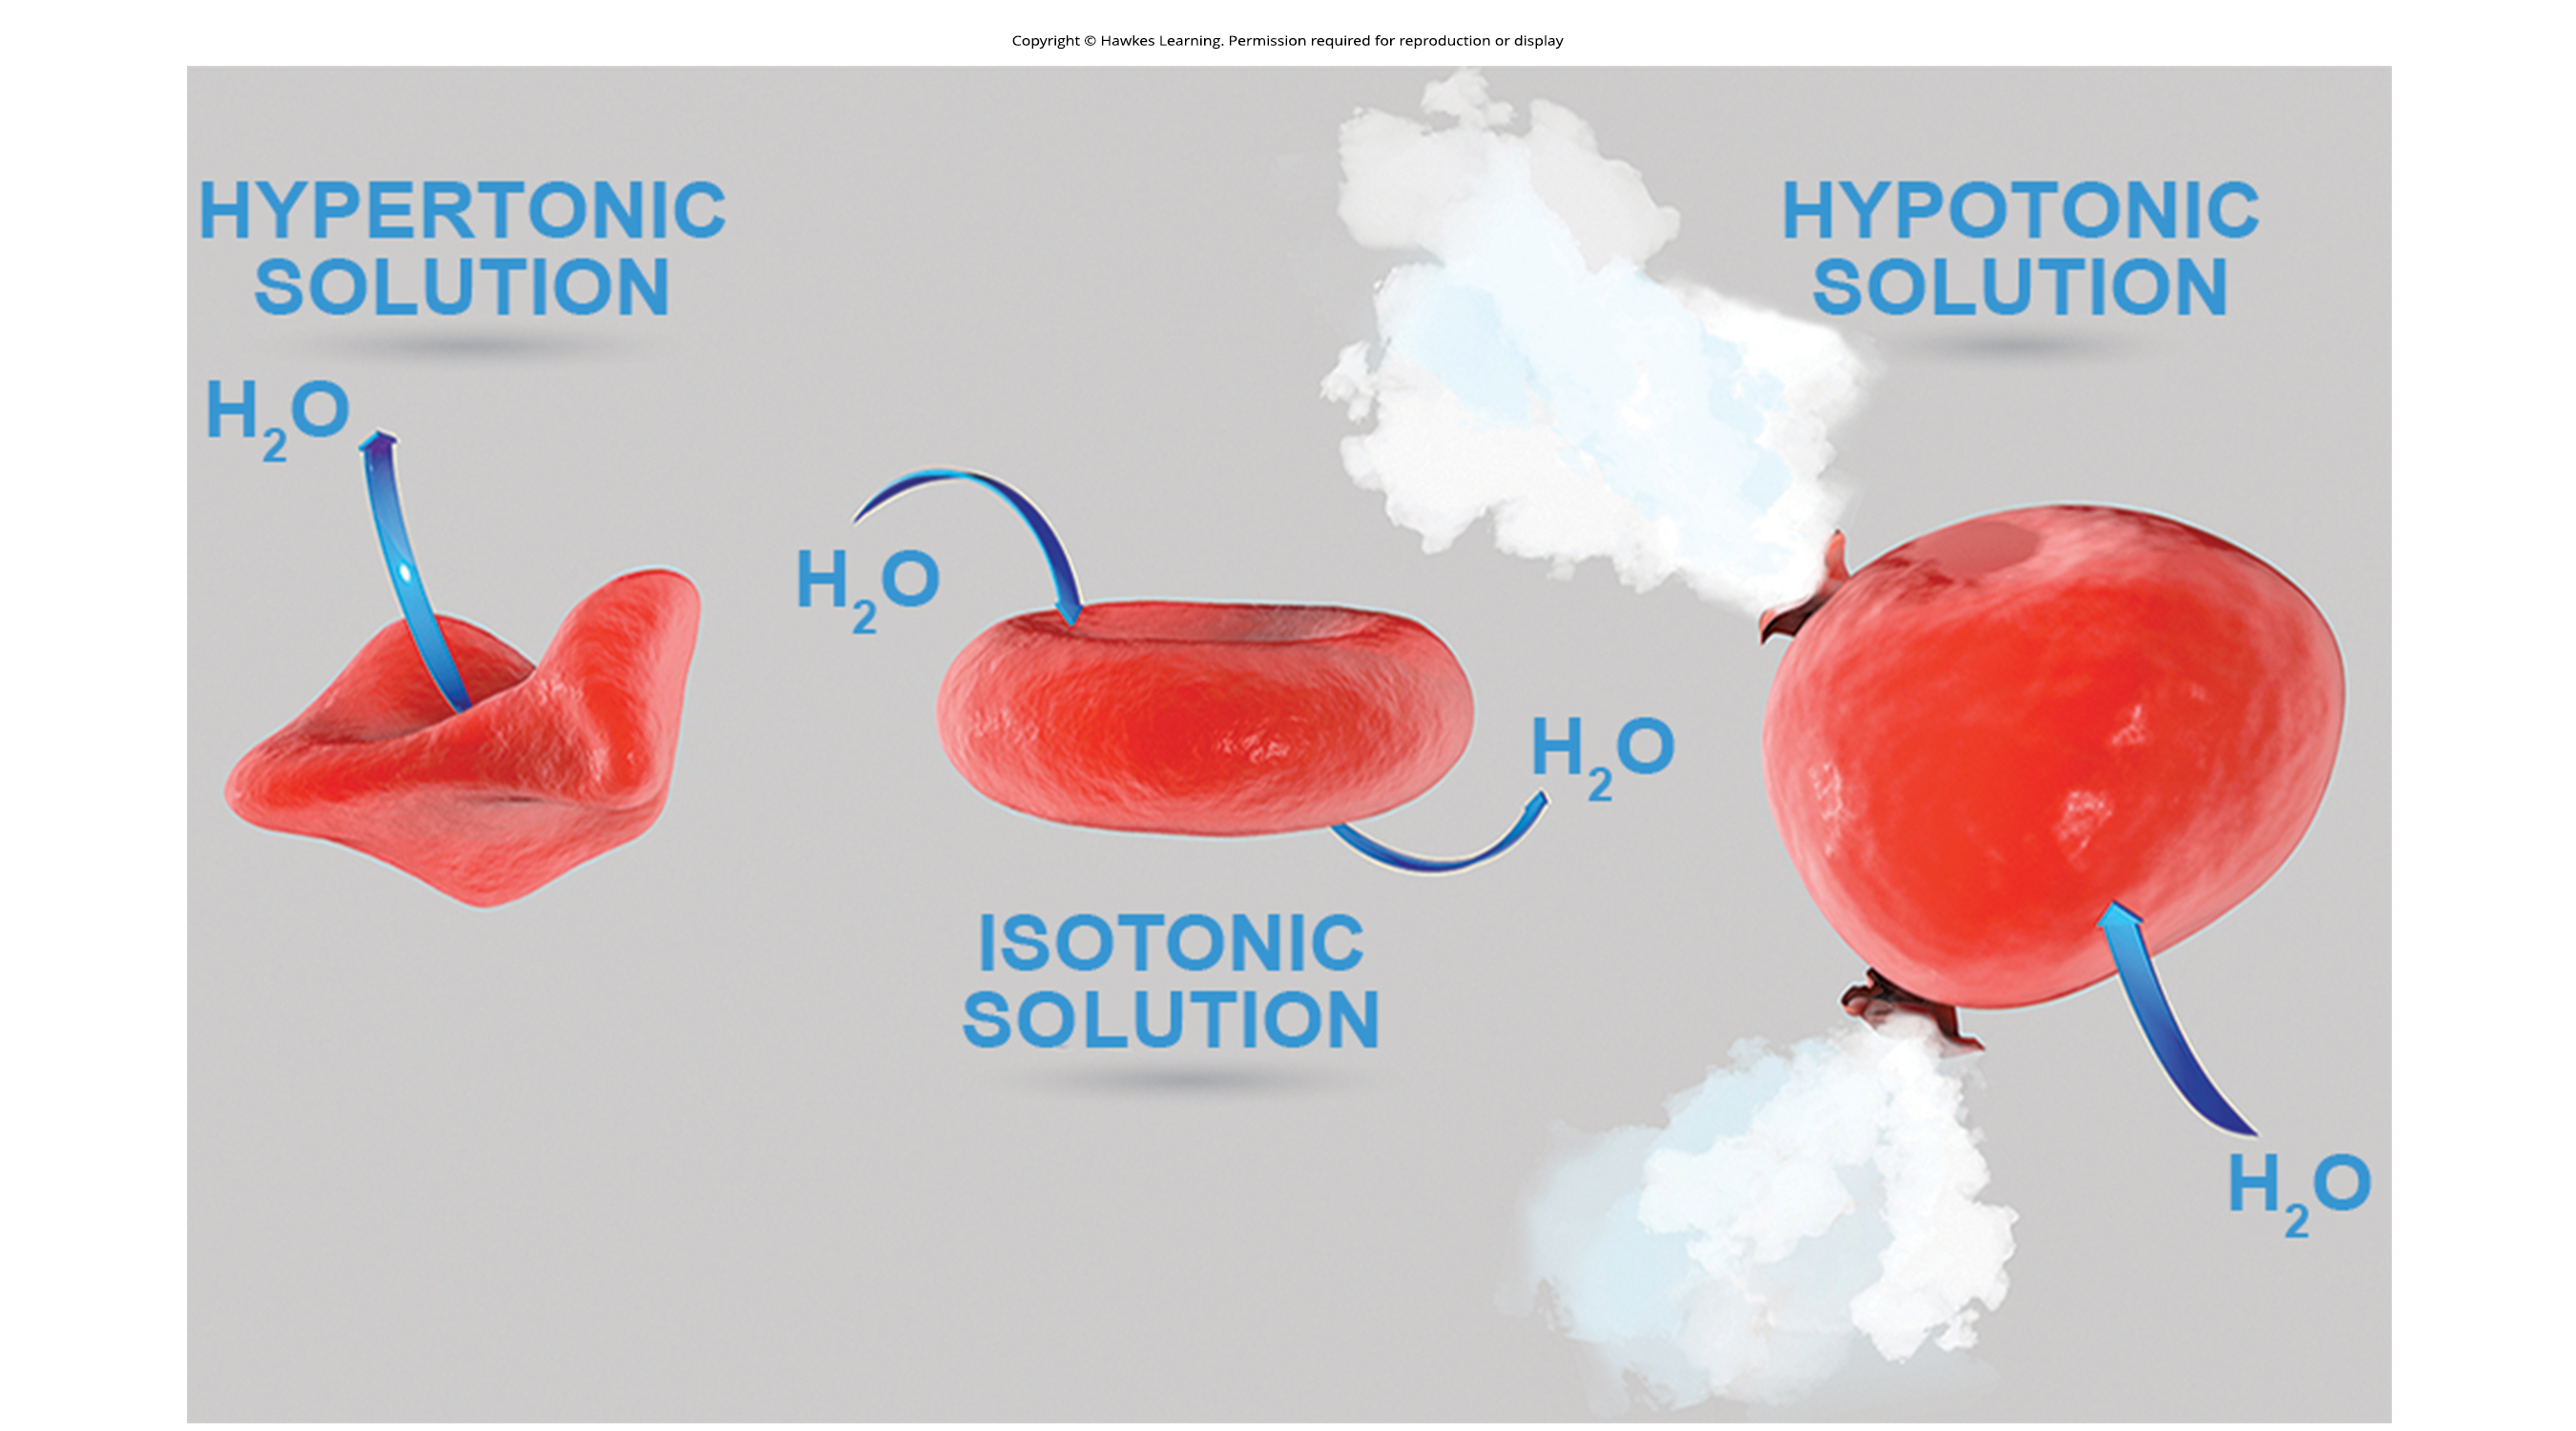 Copyright © Hawkes Learning. Permission required for reproduction or display
HYPERTONIC
SOLUTION
H₂O
H₂O
ISOTONIC
SOLUTION
H₂O
HYPOTONIC
SOLUTION
H₂O